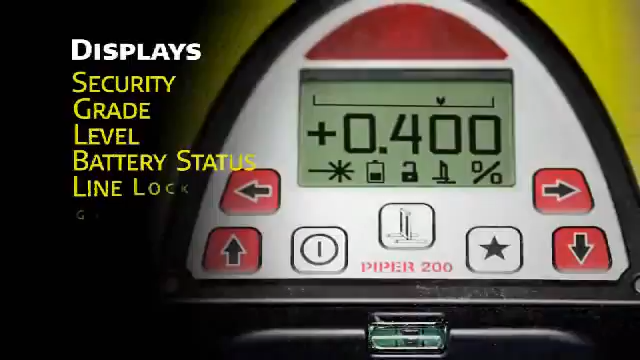 DISPLAYS
SECURITY
GRADE
LEVEL
BATTERY STATUS
LINE LOCK
G
+0.400
%
PIPER 200